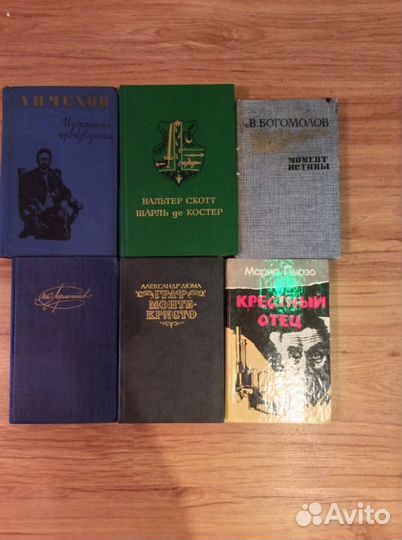 А.П.ЧЕХОВ
Избранные
произведения
ВАЛЬТЕР СКОТТ
ШАРЛЬ де КОСТЕР
В.БОГОМОЛОВ
МОМЕНТ
ИСТИНЫ
АЛЕКСАНДР ДЮМА
ГРАФ
МОНТЕ-
КРИСТО
Марио Пьюзо
КРЕСТНЫЙ
ОТЕЦ
Avito